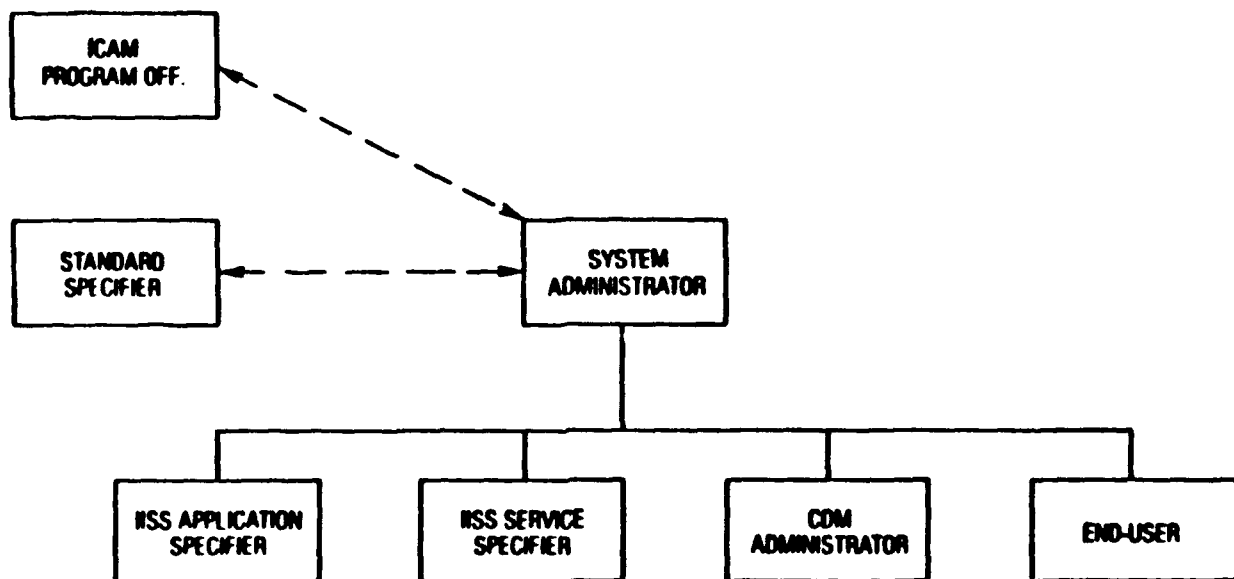 ICAM
PROGRAM OFF.
STANDARD
SPECIFIER
SYSTEM
ADMINISTRATOR
IISS APPLICATION
SPECIFIER
IISS SERVICE
SPECIFIER
CDM
ADMINISTRATOR
END-USER